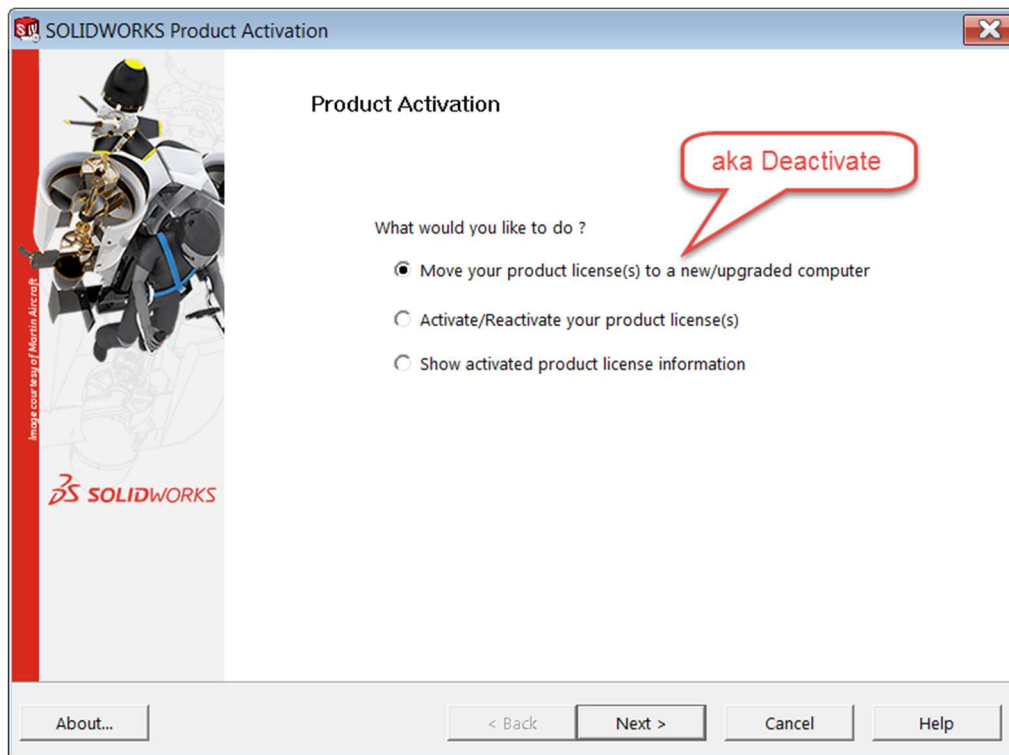 SOLIDWORKS Product Activation
Product Activation
aka Deactivate
What would you like to do ?
Move your product license(s) to a new/upgraded computer
Activate/Reactivate your product license(s)
Show activated product license information
Image courtesy of Martin Aircraft
SOLIDWORKS
About...
< Back
Next >
Cancel
Help